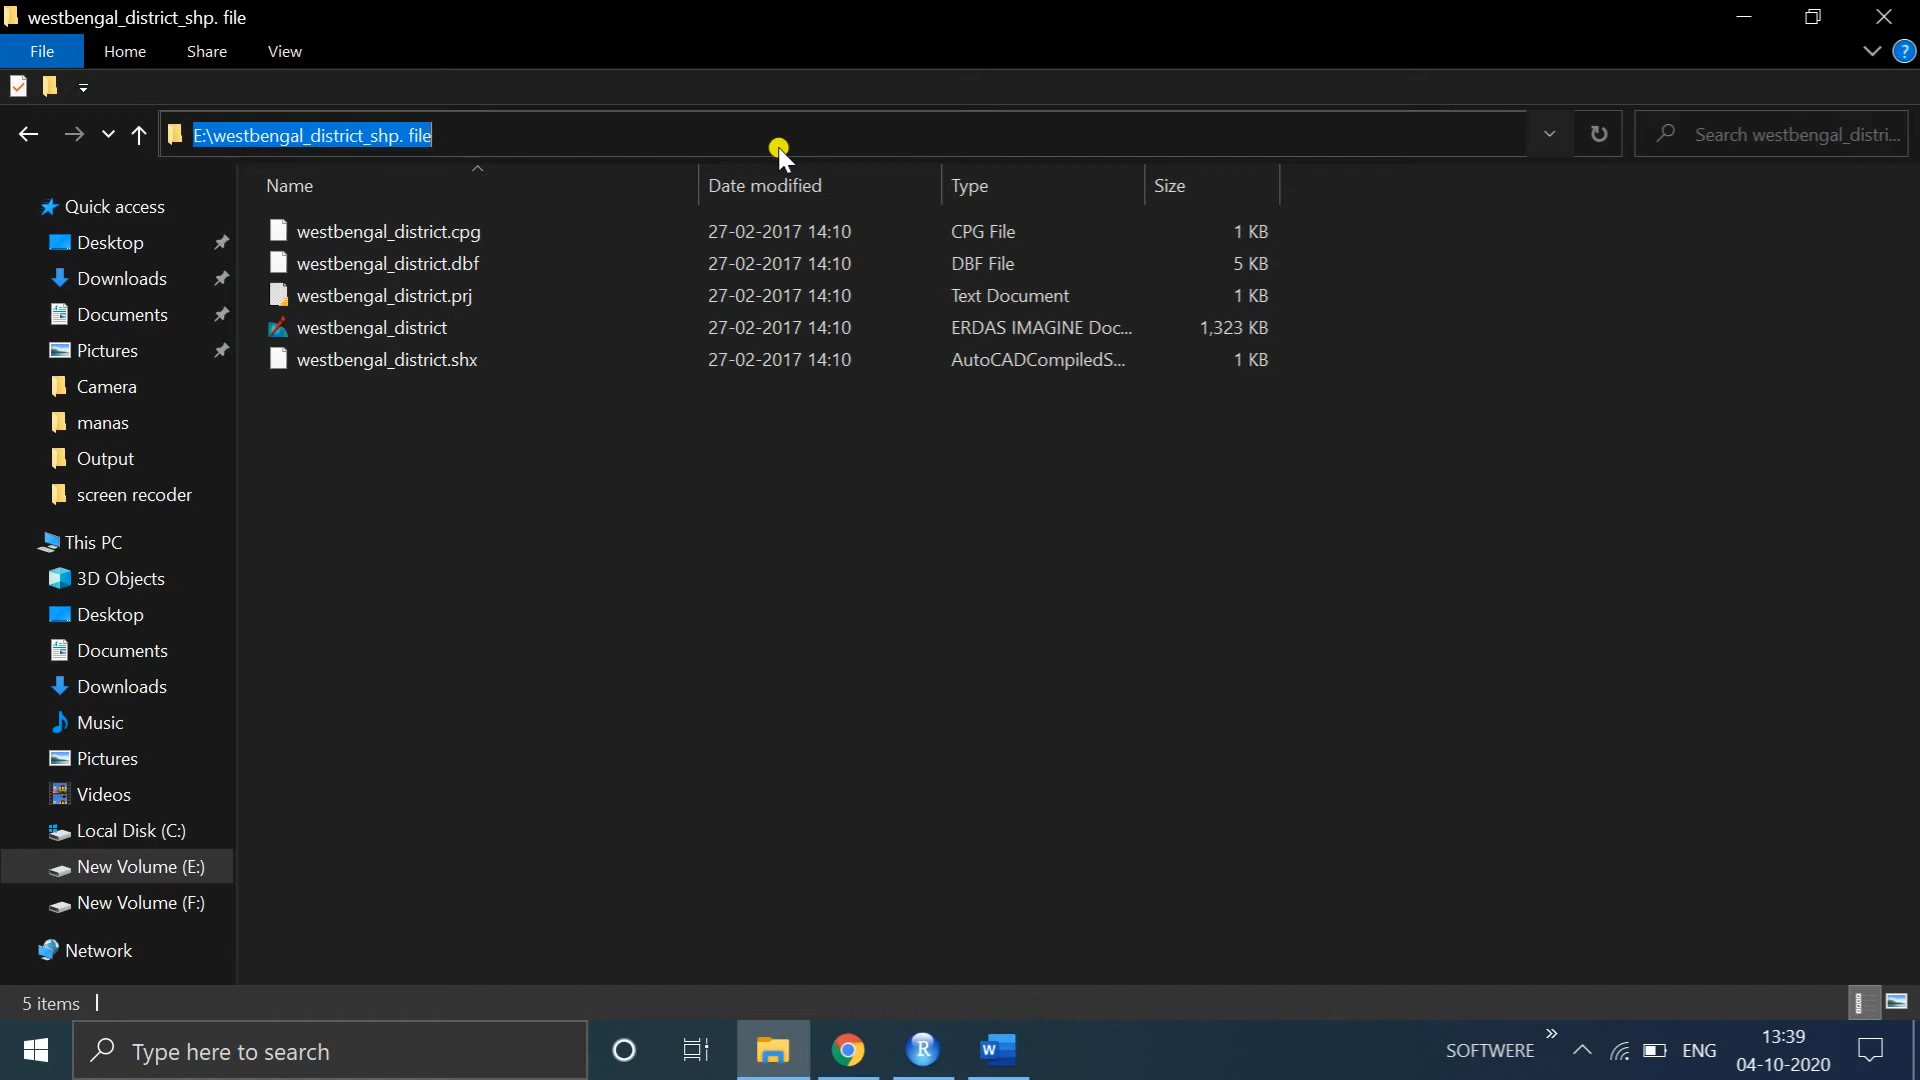 westbengal_district_shp. file
File Home Share View
E:\westbengal_district_shp. file
Search westbengal_distri...
Name Date modified Type Size
westbengal_district.cpg 27-02-2017 14:10 CPG File 1 KB
westbengal_district.dbf 27-02-2017 14:10 DBF File 5 KB
westbengal_district.prj 27-02-2017 14:10 Text Document 1 KB
westbengal_district 27-02-2017 14:10 ERDAS IMAGINE Doc... 1,323 KB
westbengal_district.shx 27-02-2017 14:10 AutoCADCompiledS... 1 KB
Quick access
Desktop
Downloads
Documents
Pictures
Camera
manas
Output
screen recoder
This PC
3D Objects
Desktop
Documents
Downloads
Music
Pictures
Videos
Local Disk (C:)
New Volume (E:)
New Volume (F:)
Network
5 items
Type here to search
R
W
SOFTWERE
ENG
13:39
04-10-2020